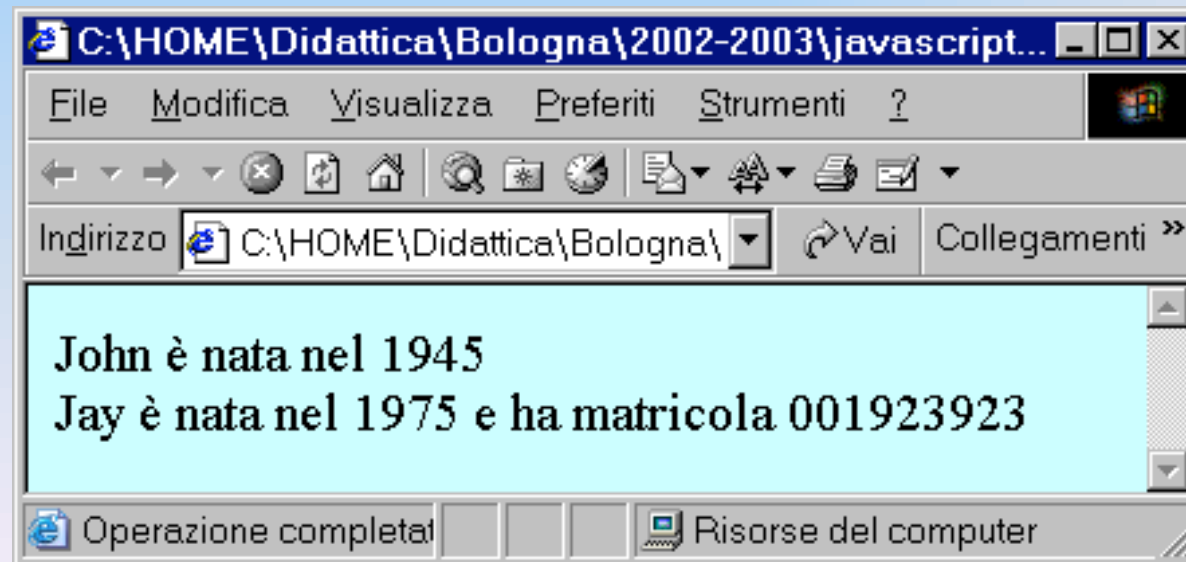 C:\HOME\Didattica\Bologna\2002-2003\javascript...
File Modifica Visualizza Preferiti Strumenti ?
Indirizzo C:\HOME\Didattica\Bologna\ Vai Collegamenti »
John è nata nel 1945
Jay è nata nel 1975 e ha matricola 001923923
Operazione completat Risorse del computer